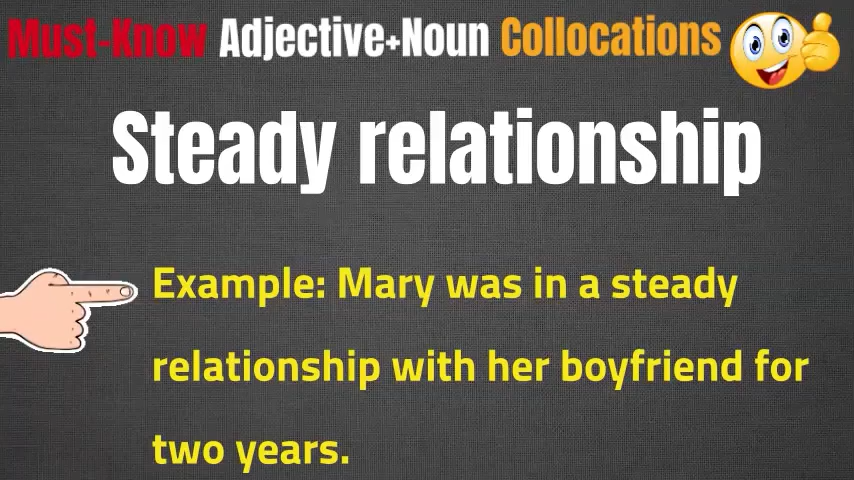 Must-Know Adjective+Noun Collocations
Steady relationship
Example: Mary was in a steady
relationship with her boyfriend for
two years.